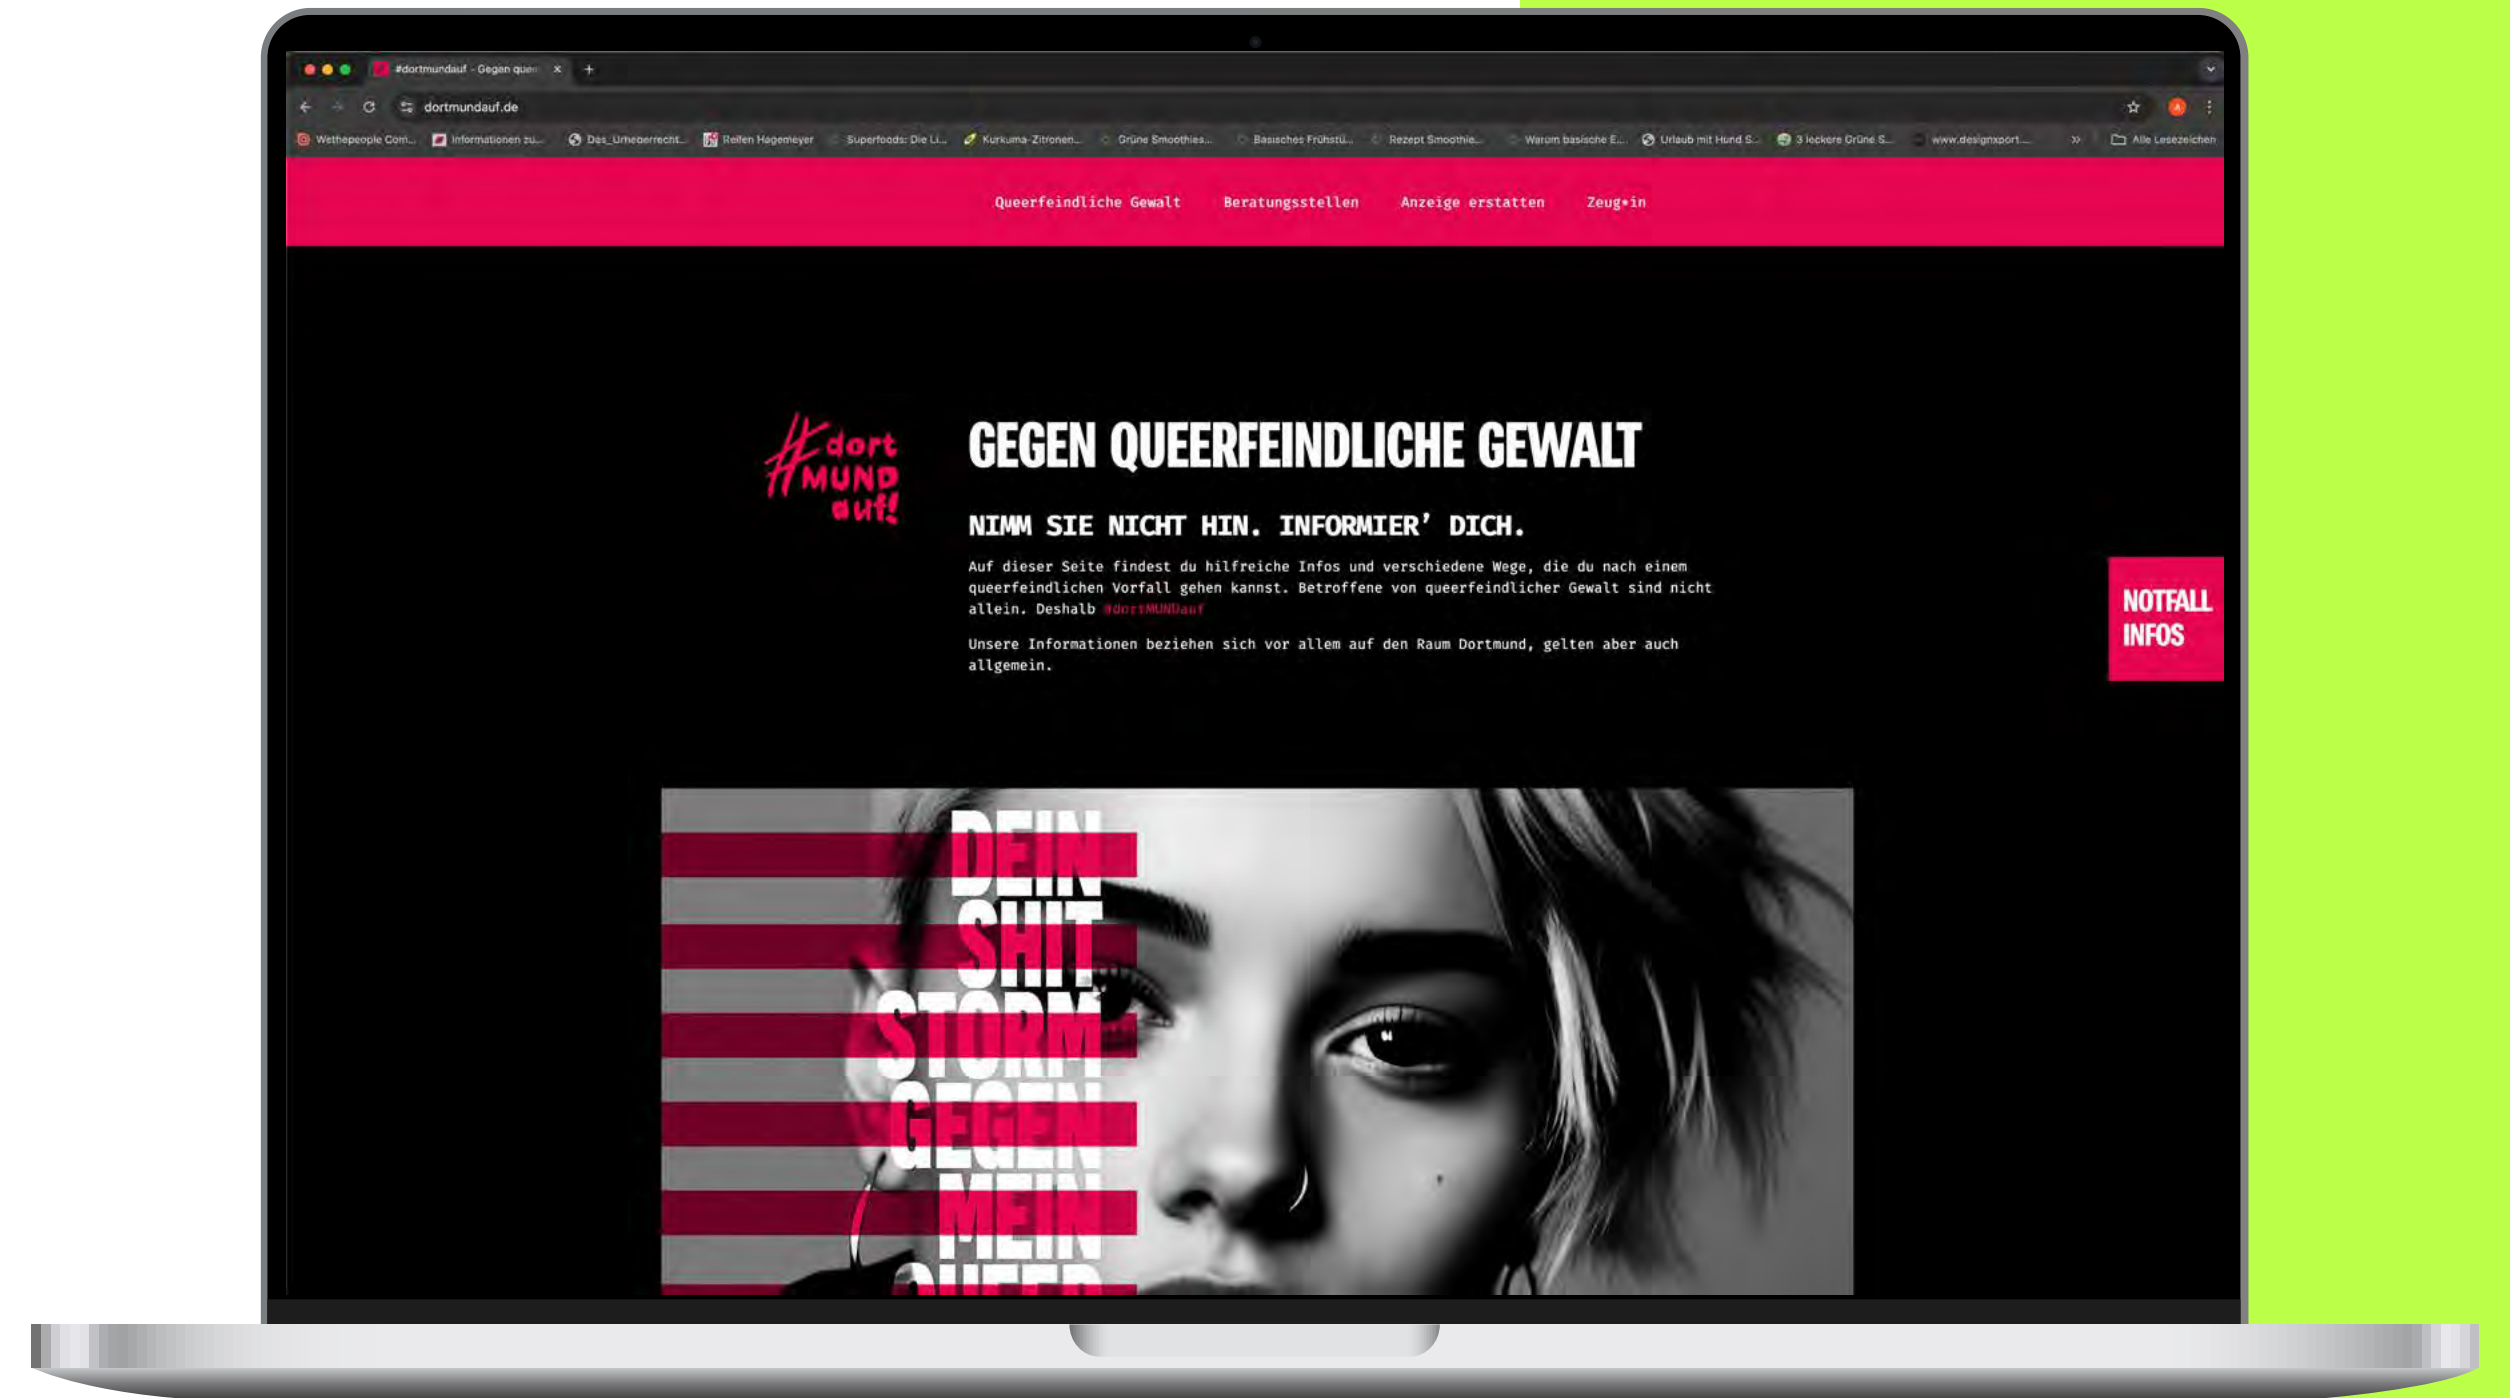 #dortmundauf - Gegen quee
dortmundauf.de
Wethepeople Com...
Informationen zu...
Das_Urheberrecht...
Reifen Hagemeyer
Superfoods: Die Li...
Kurkuma-Zitronen...
Grüne Smoothies...
Basisches Frühstü...
Rezept Smoothie...
Warum basische E...
Urlaub mit Hund S...
3 leckere Grüne S...
www.designxport....
Alle Lesezeichen
Queerfeindliche Gewalt
Beratungsstellen
Anzeige erstatten
Zeug*in
#dort
MUND
auf!
GEGEN QUEERFEINDLICHE GEWALT
NIMM SIE NICHT HIN. INFORMIER’ DICH.
Auf dieser Seite findest du hilfreiche Infos und verschiedene Wege, die du nach einem
queerfeindlichen Vorfall gehen kannst. Betroffene von queerfeindlicher Gewalt sind nicht
allein. Deshalb #dortMUNDauf
Unsere Informationen beziehen sich vor allem auf den Raum Dortmund, gelten aber auch
allgemein.
NOTFALL
INFOS
DEIN
SHIT
STORM
GEGEN
MEIN
QUEER